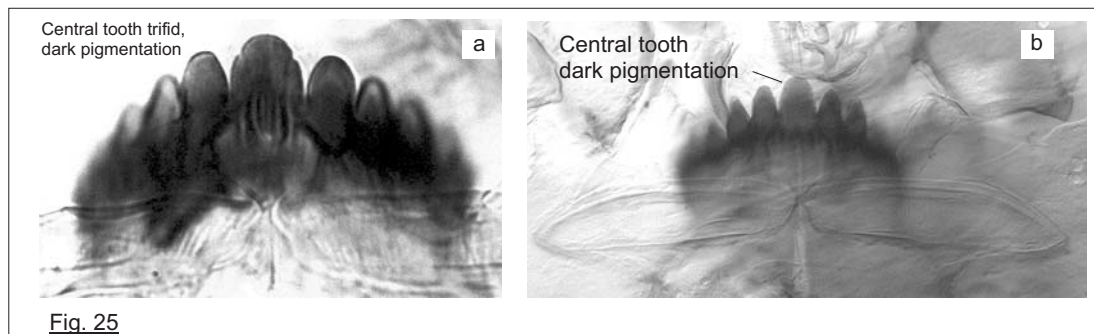 Central tooth trifid,
dark pigmentation
a
Central tooth
dark pigmentation
b
Fig. 25